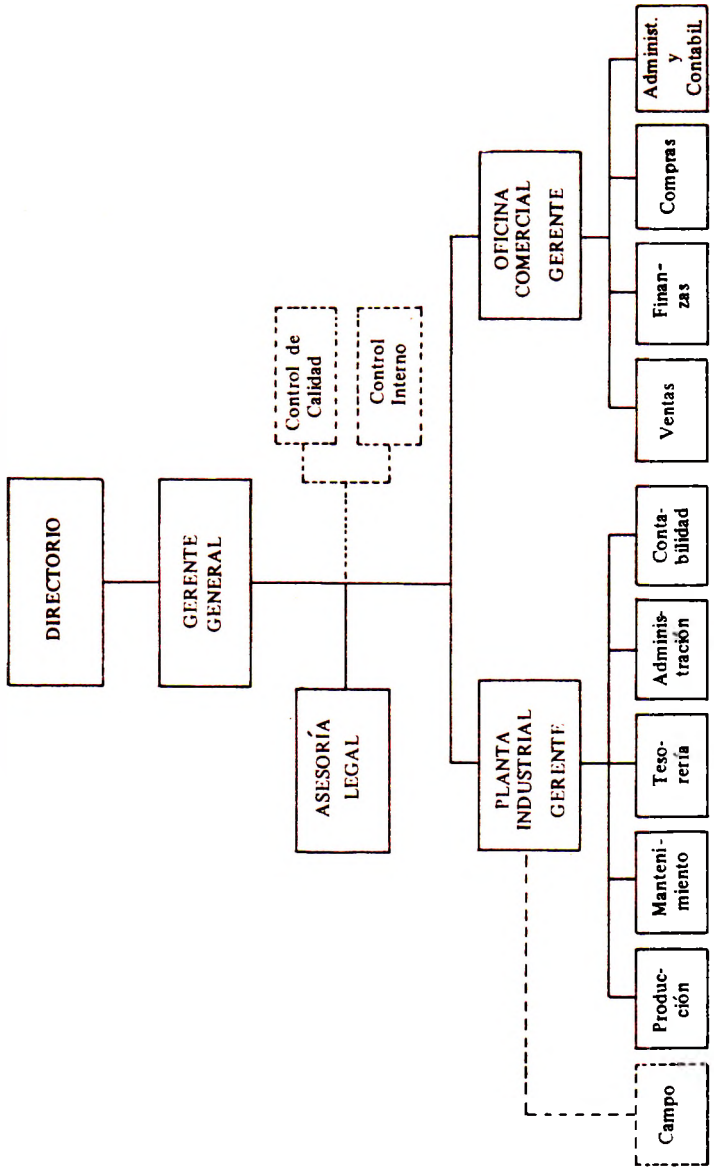 DIRECTORIO
GERENTE
GENERAL
ASESORÍA
LEGAL
Control de
Calidad
Control
Interno
PLANTA
INDUSTRIAL
GERENTE
OFICINA
COMERCIAL
GERENTE
Campo
Produc-
ción
Manteni-
miento
Teso-
rería
Adminis-
tración
Conta-
bilidad
Ventas
Finan-
zas
Compras
Administ.
y
Contabil.